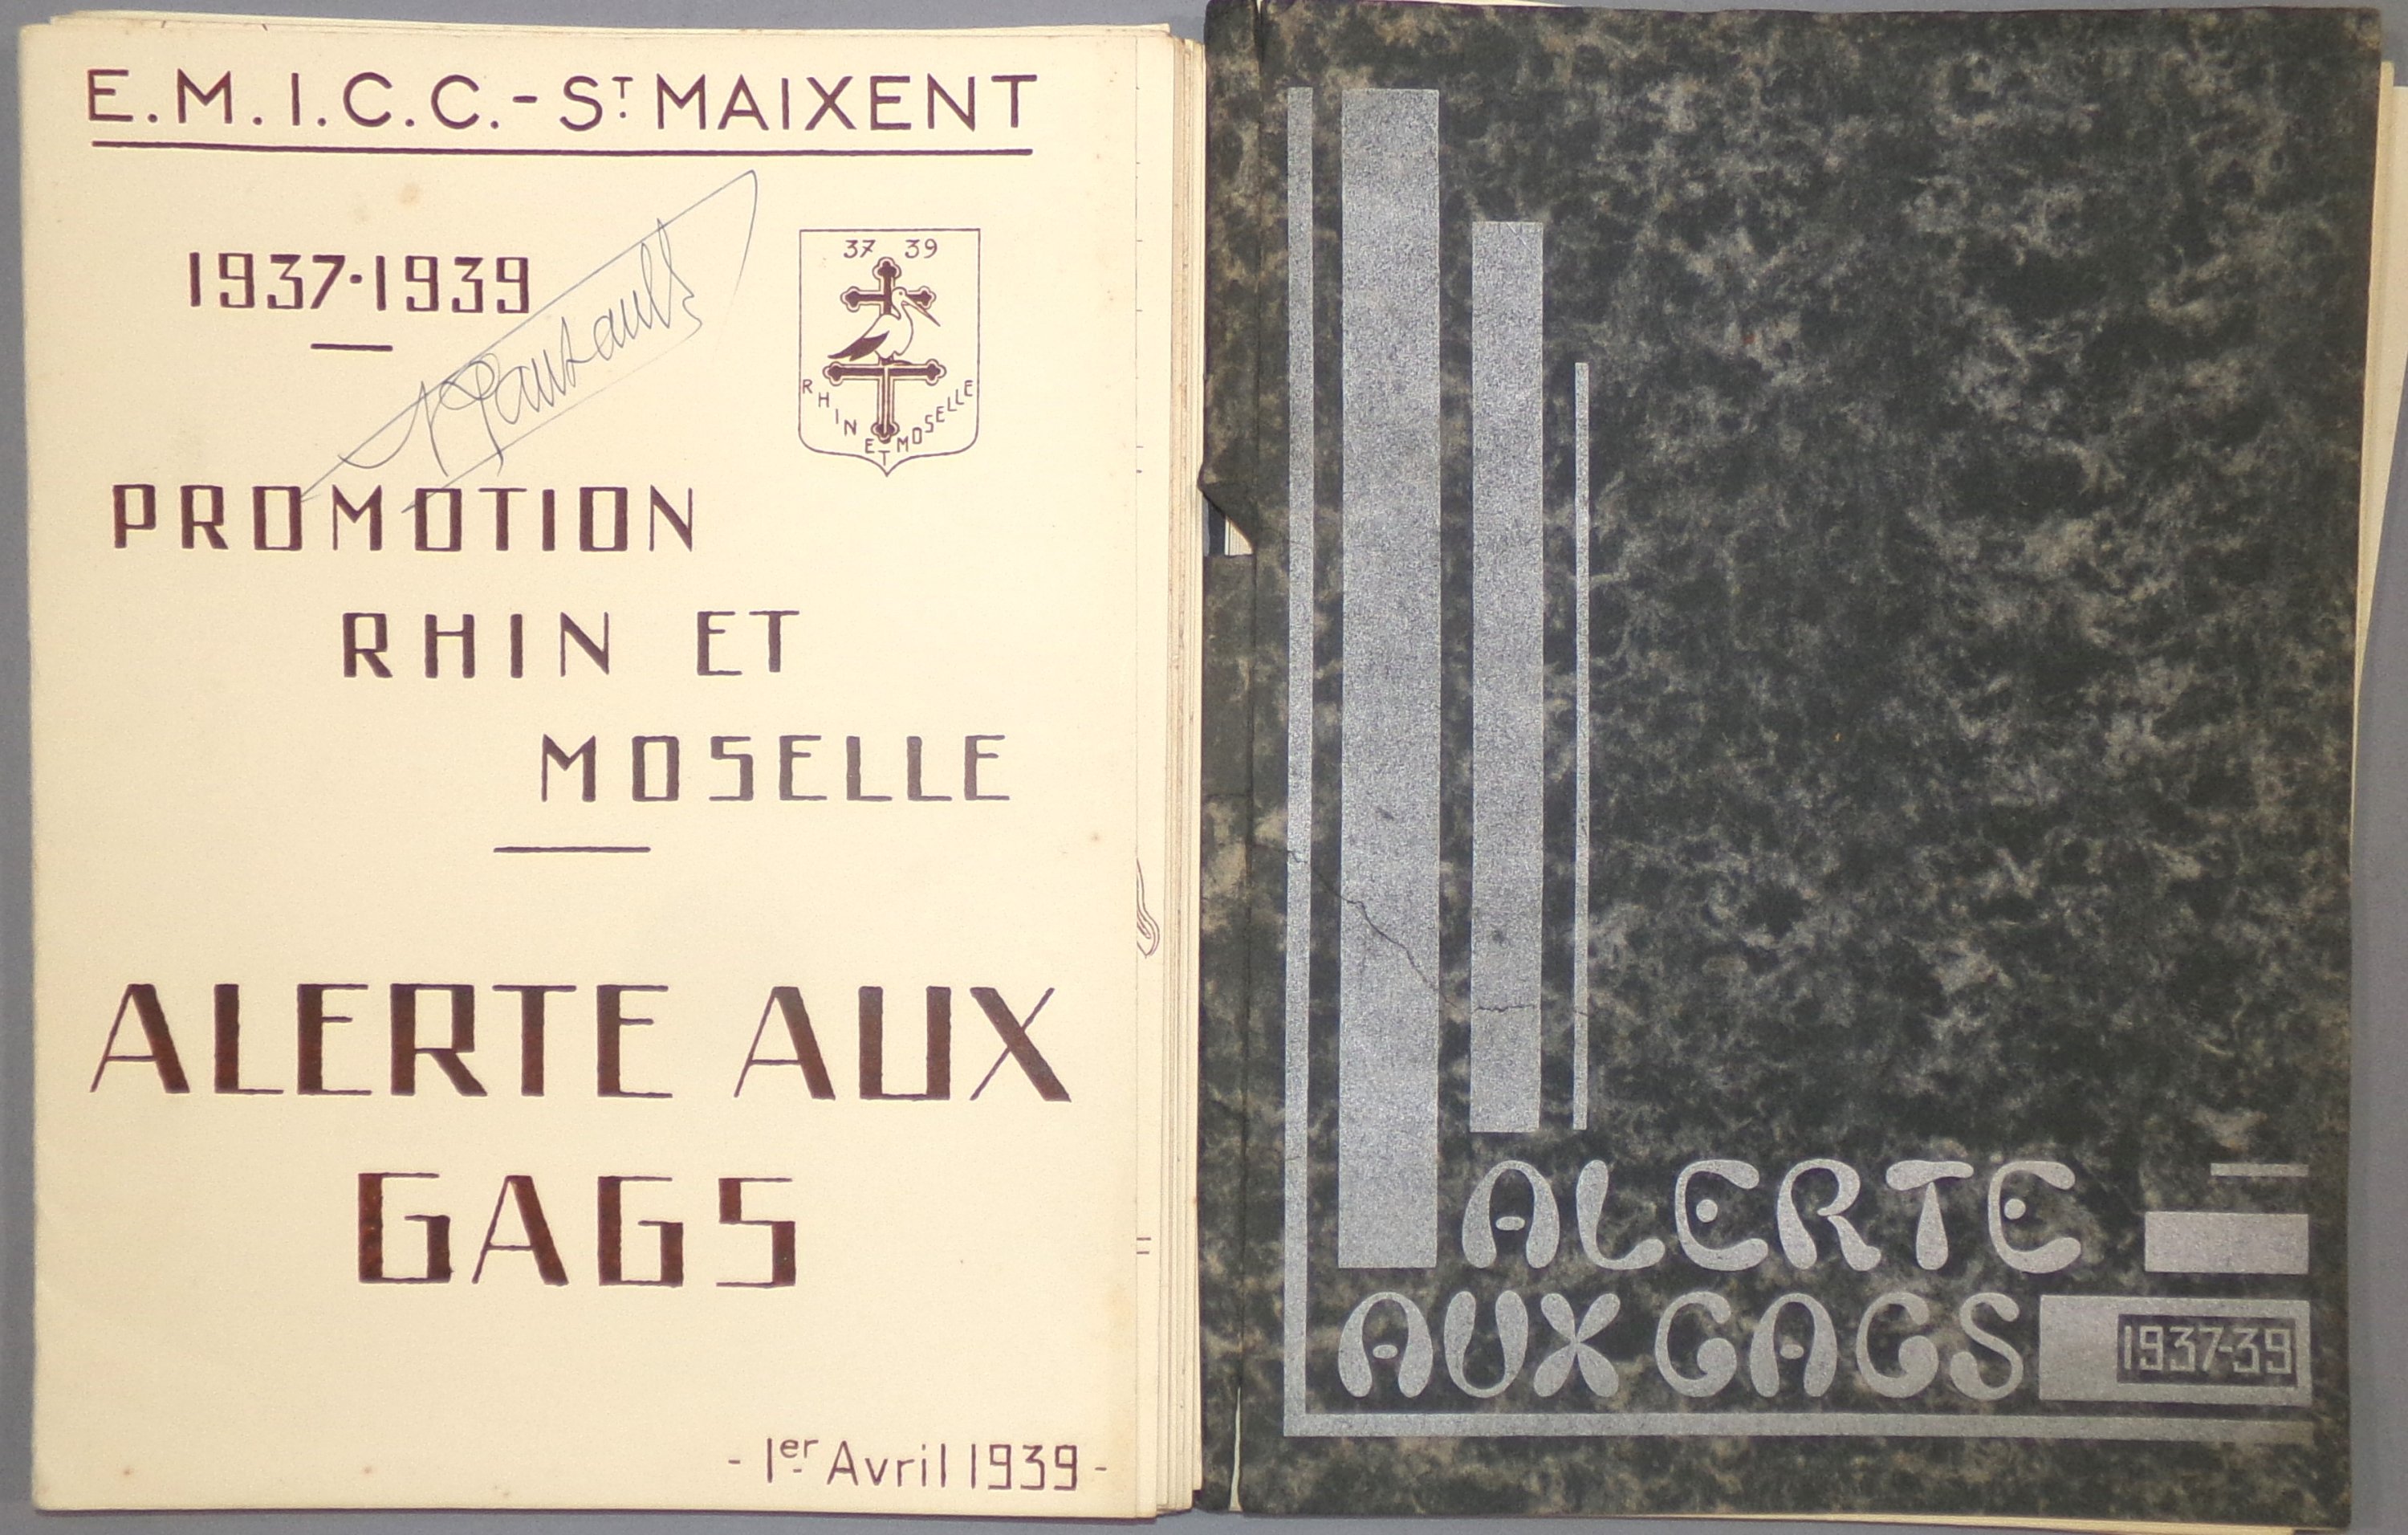 E.M.I.C.C.-ST MAIXENT
1937·1939
37 39
RHIN ET MOSELLE
PROMOTION
RHIN ET
MOSELLE
ALERTE AUX
GAGS
- 1er Avril 1939 -
ALERTE
AUX GAGS
1937-39